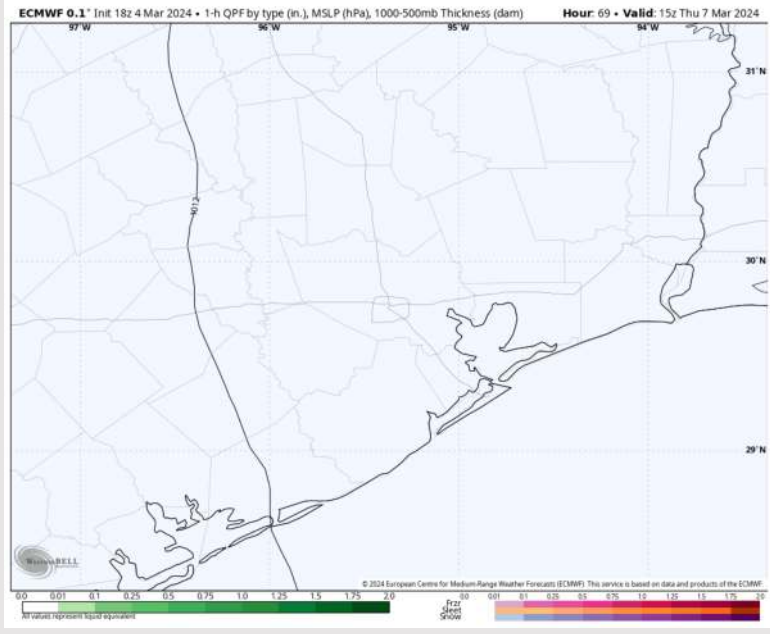 ECMWF 0.1° Init 18z 4 Mar 2024 • 1-h QPF by type (in.), MSLP (hPa), 1000-500mb Thickness (dam) Hour: 69 • Valid: 15z Thu 7 Mar 2024
97°W 96°W 95°W 94°W
31°N
1012
30°N
29°N
WEATHERBELL
© 2024 European Centre for Medium-Range Weather Forecasts (ECMWF). This service is based on data and products of the ECMWF.
0.0 0.01 0.1 0.25 0.5 0.75 1.0 1.25 1.5 1.75 2.0 0.0 0.01 0.1 0.25 0.5 0.75 1.0 1.25 1.5 1.75 2.0
All values represent liquid equivalent
Frzr
Sleet
Snow